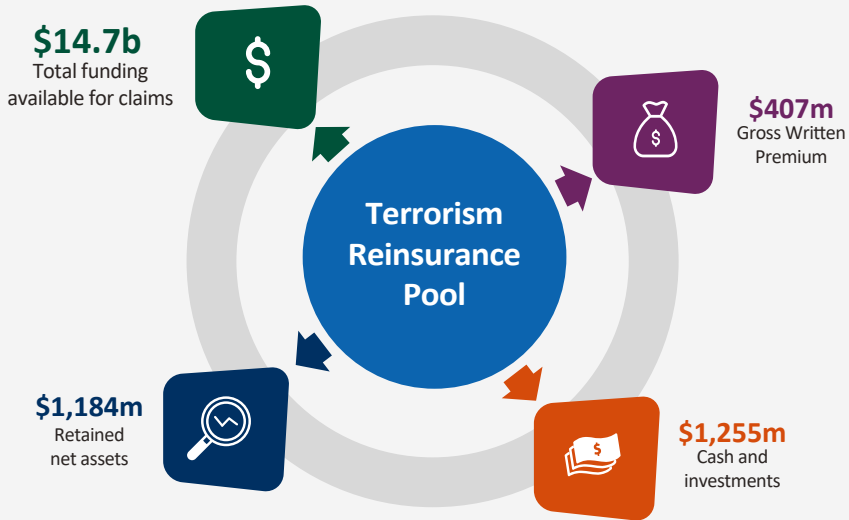 $14.7b
Total funding
available for claims
$
$
$407m
Gross Written
Premium
Terrorism
Reinsurance
Pool
$1,184m
Retained
net assets
$
$1,255m
Cash and
investments